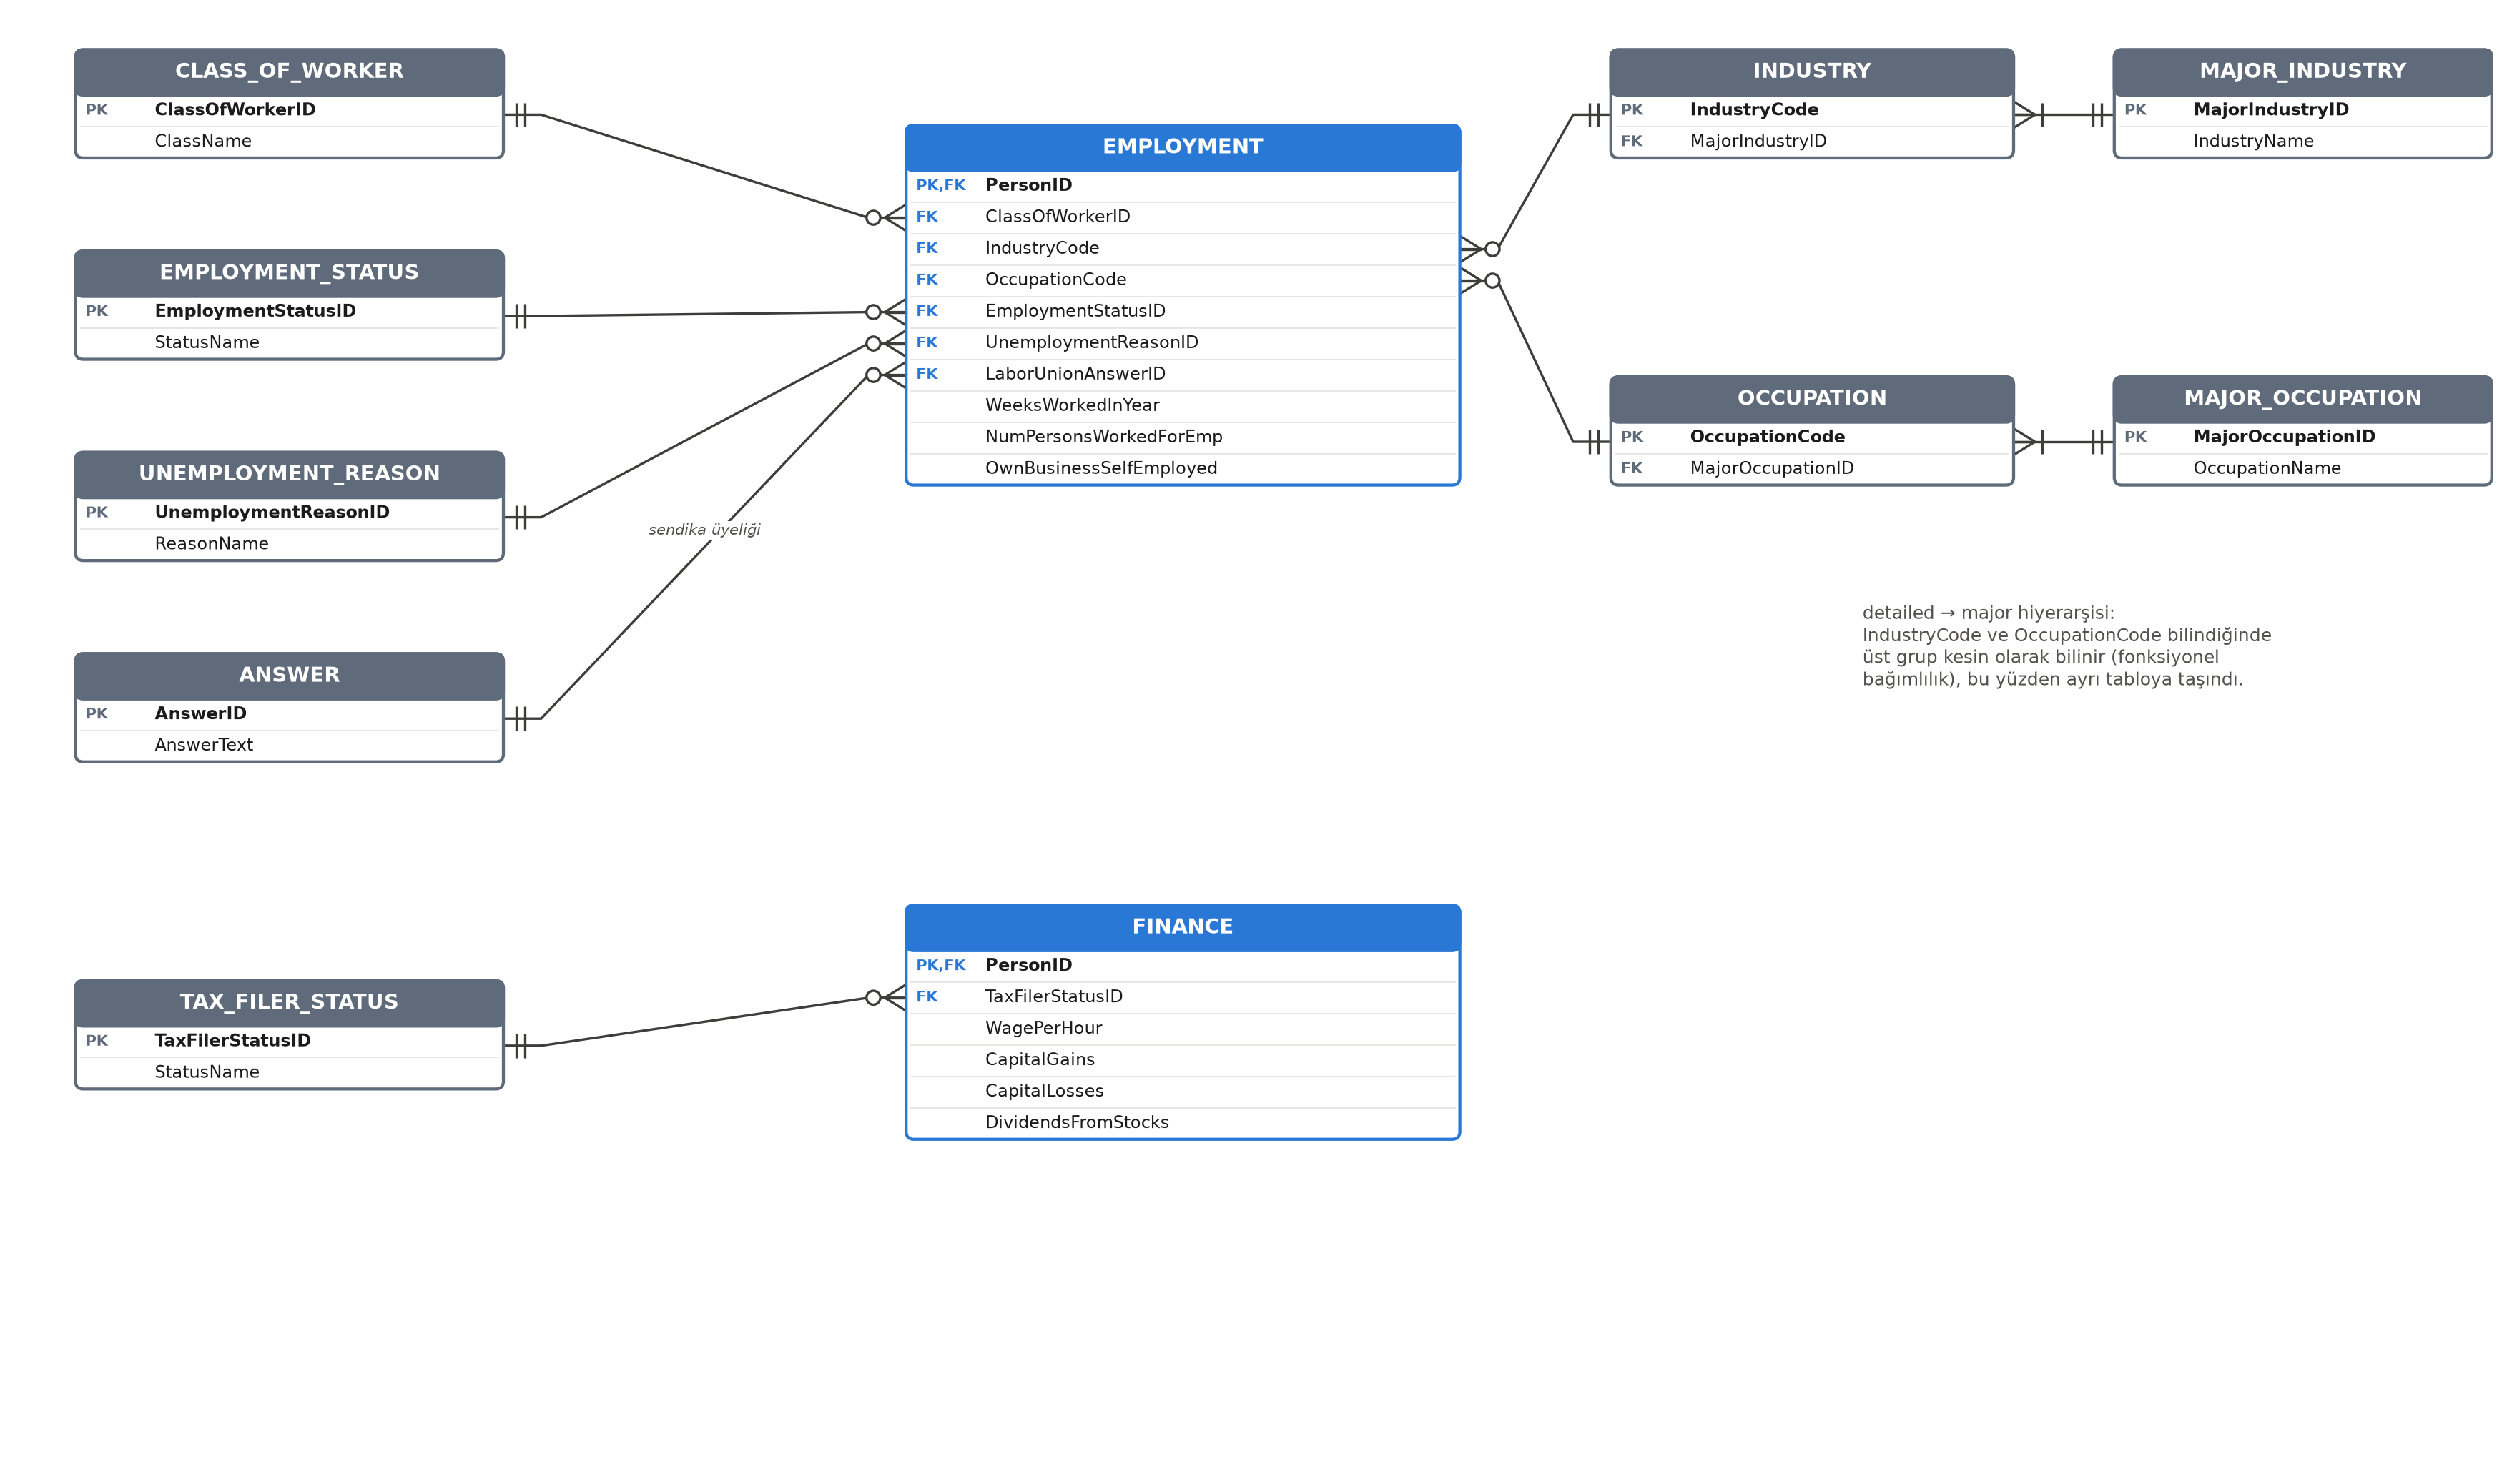 CLASS_OF_WORKER
PK ClassOfWorkerID
ClassName
EMPLOYMENT_STATUS
PK EmploymentStatusID
StatusName
UNEMPLOYMENT_REASON
PK UnemploymentReasonID
ReasonName
ANSWER
PK AnswerID
AnswerText
sendika üyeliği
EMPLOYMENT
PK,FK PersonID
FK ClassOfWorkerID
FK IndustryCode
FK OccupationCode
FK EmploymentStatusID
FK UnemploymentReasonID
FK LaborUnionAnswerID
WeeksWorkedInYear
NumPersonsWorkedForEmp
OwnBusinessSelfEmployed
INDUSTRY
PK IndustryCode
FK MajorIndustryID
MAJOR_INDUSTRY
PK MajorIndustryID
IndustryName
OCCUPATION
PK OccupationCode
FK MajorOccupationID
MAJOR_OCCUPATION
PK MajorOccupationID
OccupationName
detailed → major hiyerarşisi:
IndustryCode ve OccupationCode bilindiğinde
üst grup kesin olarak bilinir (fonksiyonel
bağımlılık), bu yüzden ayrı tabloya taşındı.
TAX_FILER_STATUS
PK TaxFilerStatusID
StatusName
FINANCE
PK,FK PersonID
FK TaxFilerStatusID
WagePerHour
CapitalGains
CapitalLosses
DividendsFromStocks